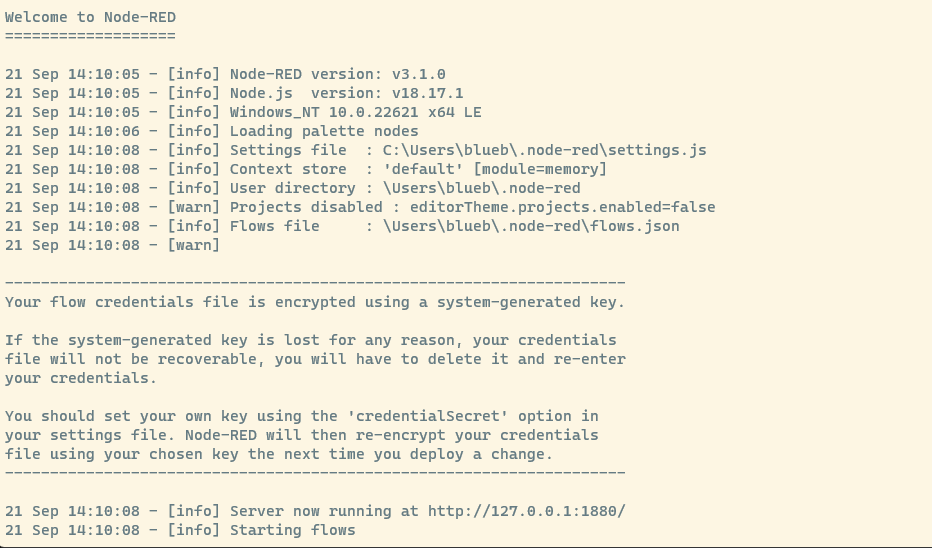 Welcome to Node-RED
===================
21 Sep 14:10:05 - [info] Node-RED version: v3.1.0
21 Sep 14:10:05 - [info] Node.js  version: v18.17.1
21 Sep 14:10:05 - [info] Windows_NT 10.0.22621 x64 LE
21 Sep 14:10:06 - [info] Loading palette nodes
21 Sep 14:10:08 - [info] Settings file  : C:\Users\blueb\.node-red\settings.js
21 Sep 14:10:08 - [info] Context store  : 'default' [module=memory]
21 Sep 14:10:08 - [info] User directory : \Users\blueb\.node-red
21 Sep 14:10:08 - [warn] Projects disabled : editorTheme.projects.enabled=false
21 Sep 14:10:08 - [info] Flows file     : \Users\blueb\.node-red\flows.json
21 Sep 14:10:08 - [warn]
---------------------------------------------------------------------
Your flow credentials file is encrypted using a system-generated key.
If the system-generated key is lost for any reason, your credentials
file will not be recoverable, you will have to delete it and re-enter
your credentials.
You should set your own key using the 'credentialSecret' option in
your settings file. Node-RED will then re-encrypt your credentials
file using your chosen key the next time you deploy a change.
---------------------------------------------------------------------
21 Sep 14:10:08 - [info] Server now running at http://127.0.0.1:1880/
21 Sep 14:10:08 - [info] Starting flows